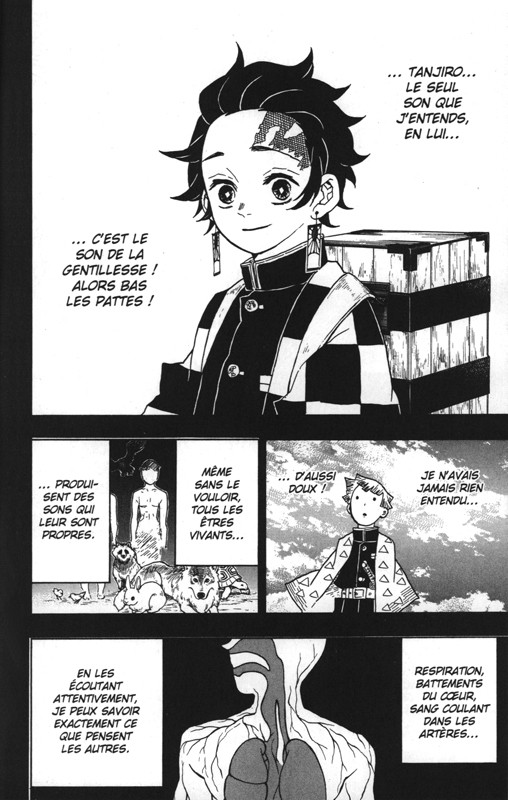 ... TANJIRO...
LE SEUL
SON QUE
J'ENTENDS,
EN LUI...
... C'EST LE
SON DE LA
GENTILLESSE !
ALORS BAS
LES PATTES !
JE N'AVAIS
JAMAIS RIEN
ENTENDU...
... D'AUSSI
DOUX !
MÊME
SANS LE
VOULOIR,
TOUS LES
ÊTRES
VIVANTS...
... PRODUI-
SENT DES
SONS QUI
LEUR SONT
PROPRES.
RESPIRATION,
BATTEMENTS
DU CŒUR,
SANG COULANT
DANS LES
ARTÈRES...
EN LES
ÉCOUTANT
ATTENTIVEMENT,
JE PEUX SAVOIR
EXACTEMENT CE
QUE PENSENT
LES AUTRES.